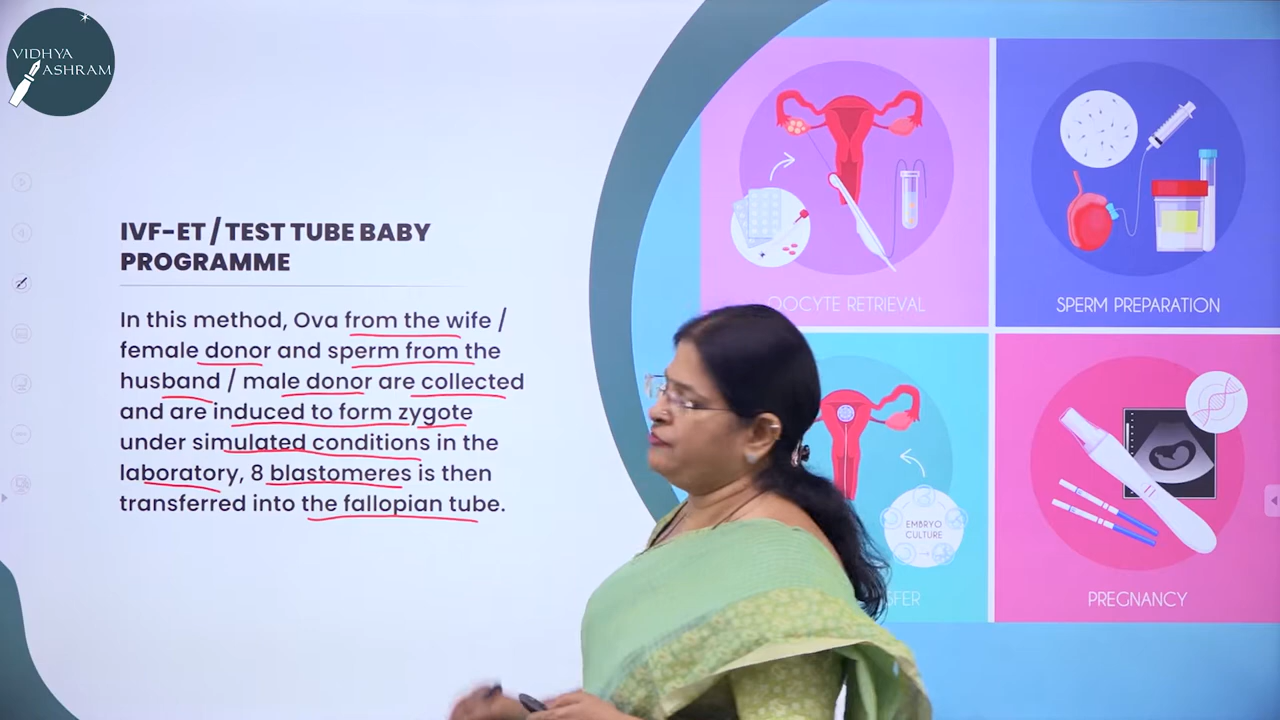 VIDHYA
ASHRAM
IVF-ET / TEST TUBE BABY
PROGRAMME
In this method, Ova from the wife /
female donor and sperm from the
husband / male donor are collected
and are induced to form zygote
under simulated conditions in the
laboratory, 8 blastomeres is then
transferred into the fallopian tube.
OOCYTE RETRIEVAL
SPERM PREPARATION
EMBRYO
CULTURE
PREGNANCY